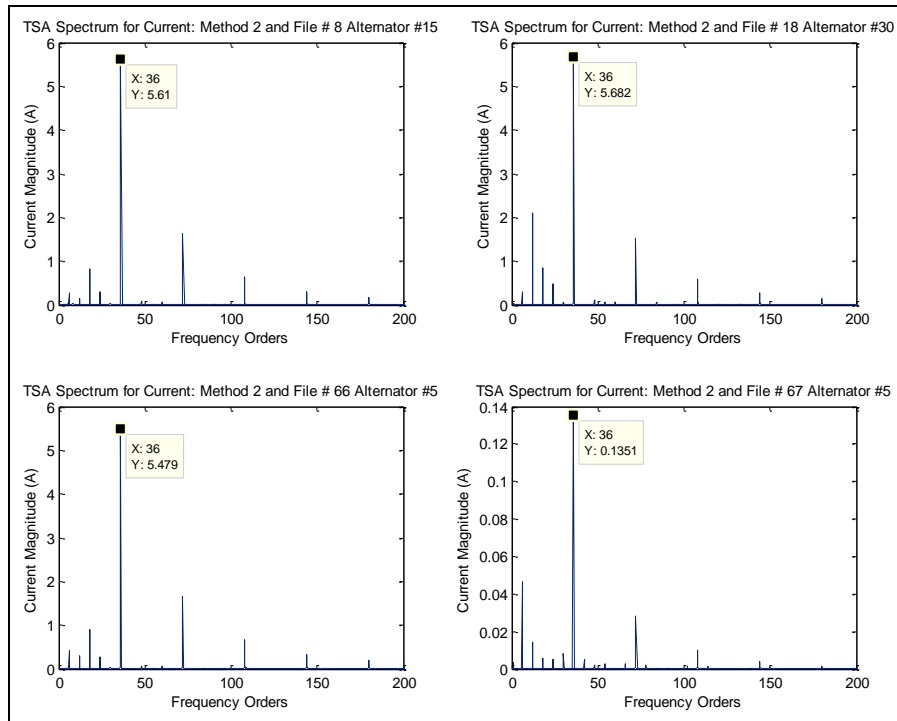 TSA Spectrum for Current: Method 2 and File # 8 Alternator #15
6
5
4
3
2
1
0
Current Magnitude (A)
X: 36
Y: 5.61
0 50 100 150 200
Frequency Orders
TSA Spectrum for Current: Method 2 and File # 18 Alternator #30
6
5
4
3
2
1
0
Current Magnitude (A)
X: 36
Y: 5.682
0 50 100 150 200
Frequency Orders
TSA Spectrum for Current: Method 2 and File # 66 Alternator #5
6
5
4
3
2
1
0
Current Magnitude (A)
X: 36
Y: 5.479
0 50 100 150 200
Frequency Orders
TSA Spectrum for Current: Method 2 and File # 67 Alternator #5
0.14
0.12
0.1
0.08
0.06
0.04
0.02
0
Current Magnitude (A)
X: 36
Y: 0.1351
0 50 100 150 200
Frequency Orders